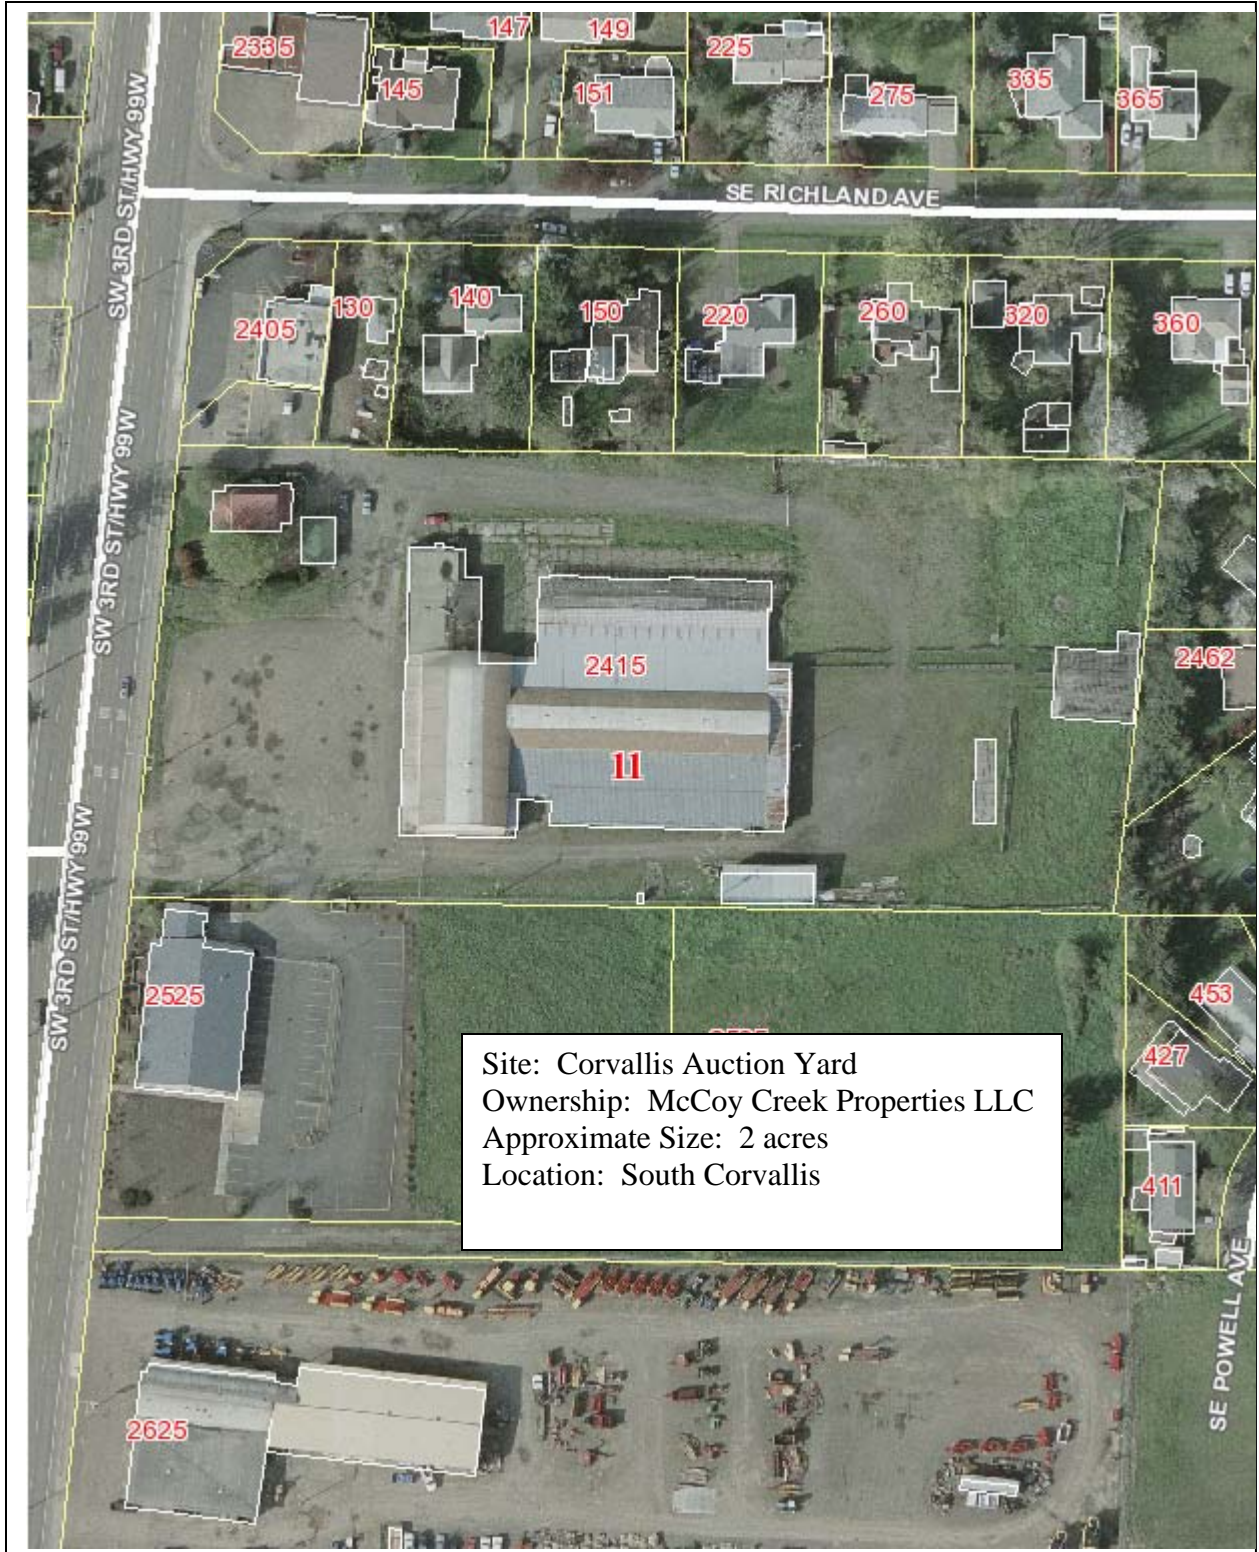 147
149
2335
225
145
151
275
335
365
SW 3RD ST/HWY 99W
SE RICHLAND AVE
2405
130
140
150
220
260
320
360
SW 3RD ST/HWY 99W
2415
2462
11
SW 3RD ST/HWY 99W
2525
453
427
411
Site: Corvallis Auction Yard
Ownership: McCoy Creek Properties LLC
Approximate Size: 2 acres
Location: South Corvallis
SE POWELL AVE
2625